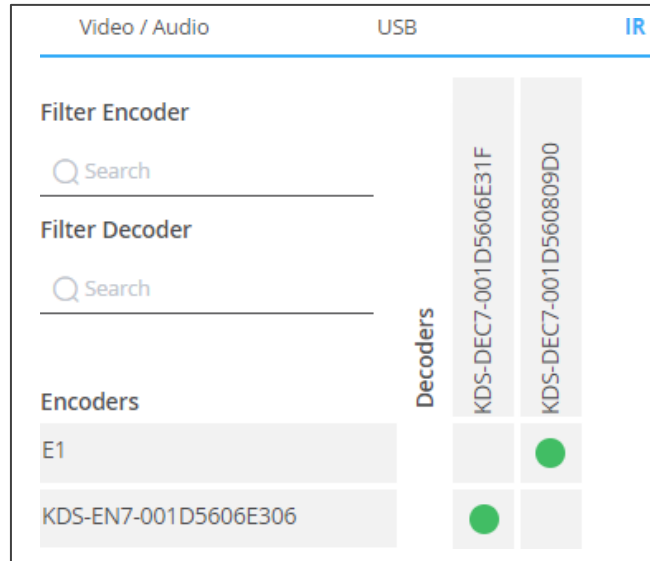 Video / Audio
USB
IR
Filter Encoder
Search
Filter Decoder
Search
Encoders
Decoders
KDS-DEC7-001D5606E31F
KDS-DEC7-001D560809D0
E1
KDS-EN7-001D5606E306